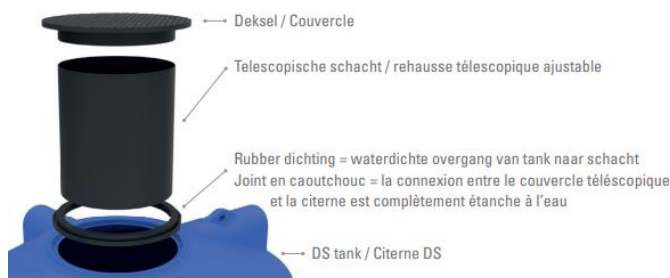 Deksel / Couvercle
Telescopische schacht / rehausse télescopique ajustable
Rubber dichting = waterdichte overgang van tank naar schacht
Joint en caoutchouc = la connexion entre le couvercle téléscopique
et la citerne est complètement étanche à l'eau
DS tank / Citerne DS